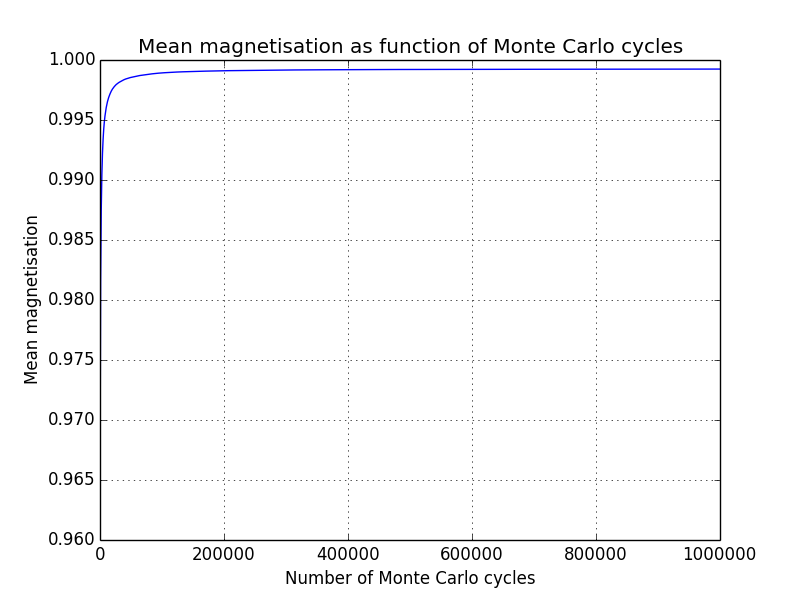 Mean magnetisation as function of Monte Carlo cycles
1.000
0.995
0.990
0.985
0.980
0.975
0.970
0.965
0.960
Mean magnetisation
0 200000 400000 600000 800000 1000000
Number of Monte Carlo cycles